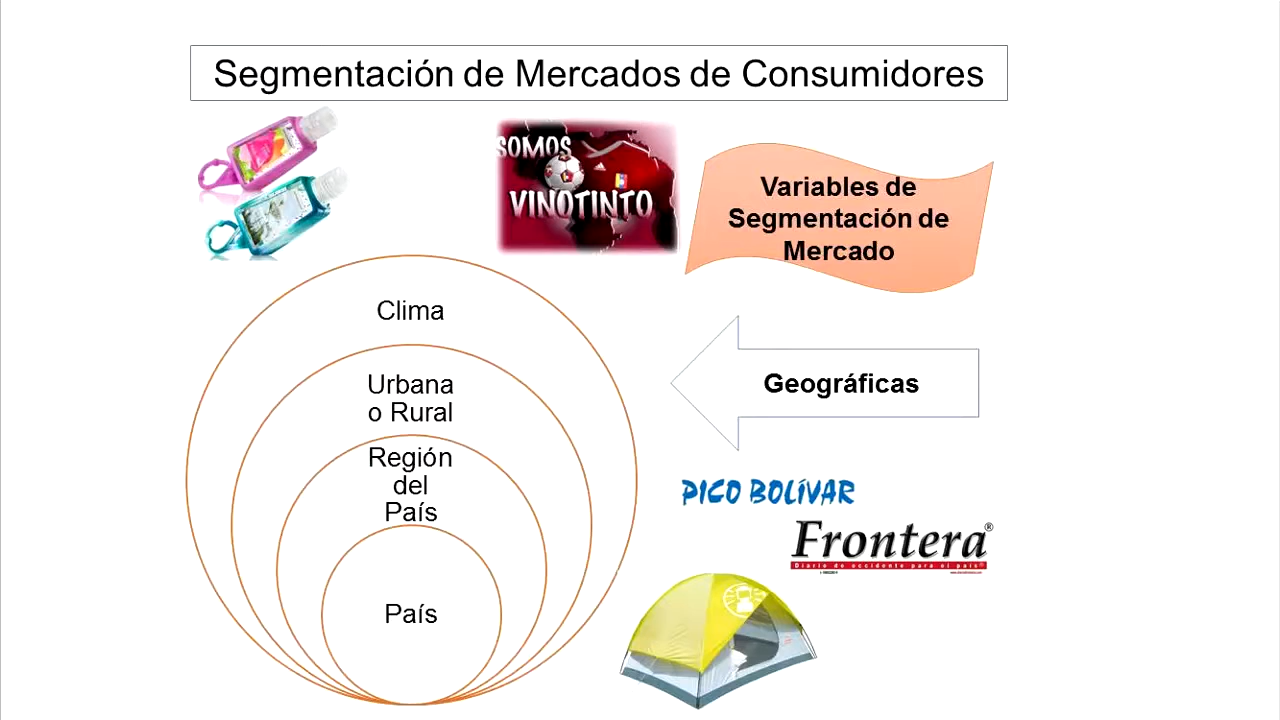 Segmentación de Mercados de Consumidores
SOMOS
VINOTINTO
Variables de
Segmentación de
Mercado
Clima
Urbana
o Rural
Región
del
País
País
Geográficas
PICO BOLÍVAR
Frontera®
Diario de occidente para el país®